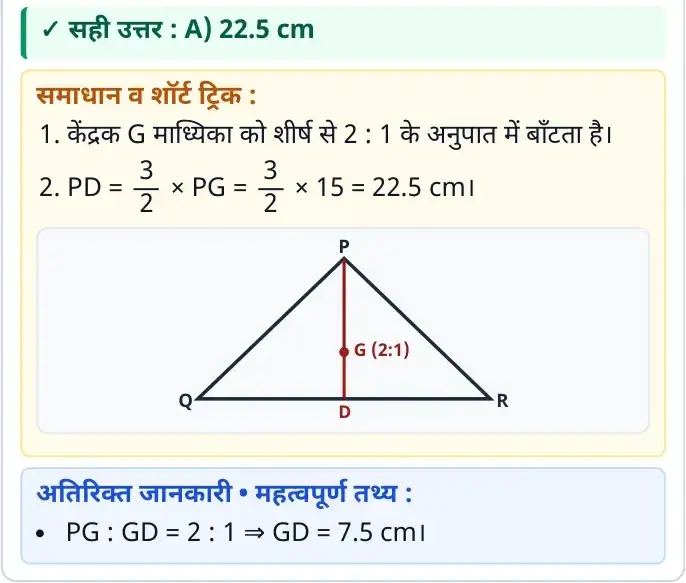 ✓ सही उत्तर : A) 22.5 cm
समाधान व शॉर्ट ट्रिक :
1. केंद्रक G माध्यिका को शीर्ष से 2 : 1 के अनुपात में बाँटता है।
2. PD = 3/2 × PG = 3/2 × 15 = 22.5 cm।
P
G (2:1)
Q
R
D
अतिरिक्त जानकारी • महत्वपूर्ण तथ्य :
• PG : GD = 2 : 1 ⇒ GD = 7.5 cm।